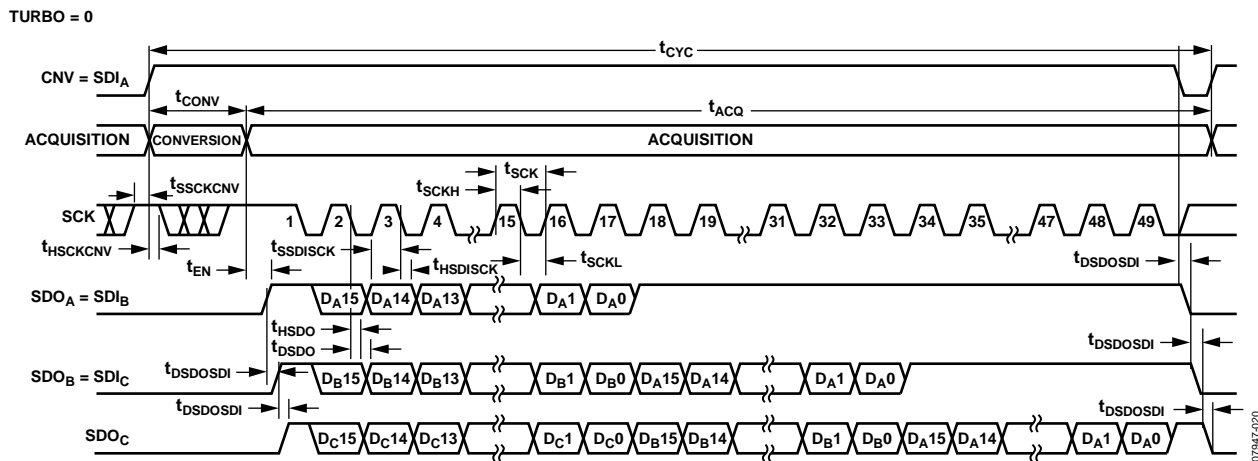 TURBO = 0
tCYC
CNV = SDIA
tCONV
tACQ
ACQUISITION CONVERSION ACQUISITION
tSSCKCNV
tSCK
tSCKH
SCK 1 2 3 4 15 16 17 18 19 31 32 33 34 35 47 48 49
tHSCKCNV
tSSDISCK
tEN
tHSDISCK
tSCKL
tDSDOSDI
SDOA = SDIB DA15 DA14 DA13 DA1 DA0
tHSDO
tDSDO
tDSDOSDI
tDSDOSDI
SDOB = SDIC DB15 DB14 DB13 DB1 DB0 DA15 DA14 DA1 DA0
tDSDOSDI
tDSDOSDI
SDOC DC15 DC14 DC13 DC1 DC0 DB15 DB14 DB1 DB0 DA15 DA14 DA1 DA0
07947-020